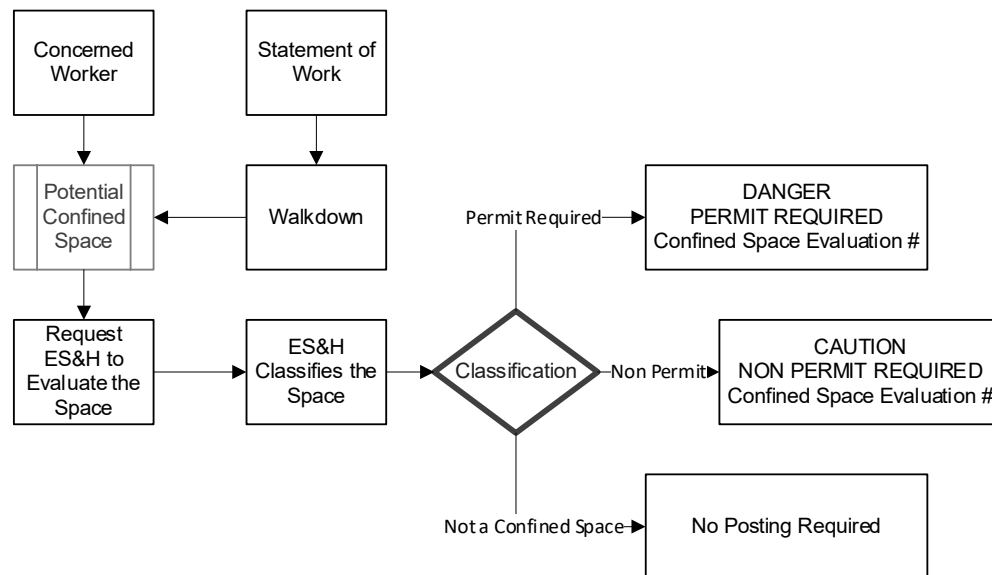 Concerned
Worker
Statement of
Work
Potential
Confined
Space
Walkdown
Permit Required
DANGER
PERMIT REQUIRED
Confined Space Evaluation #
Request
ES&H to
Evaluate the
Space
ES&H
Classifies the
Space
Classification
Non Permit
CAUTION
NON PERMIT REQUIRED
Confined Space Evaluation #
Not a Confined Space
No Posting Required